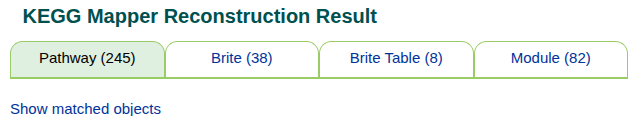 KEGG Mapper Reconstruction Result
Pathway (245) Brite (38) Brite Table (8) Module (82)
Show matched objects